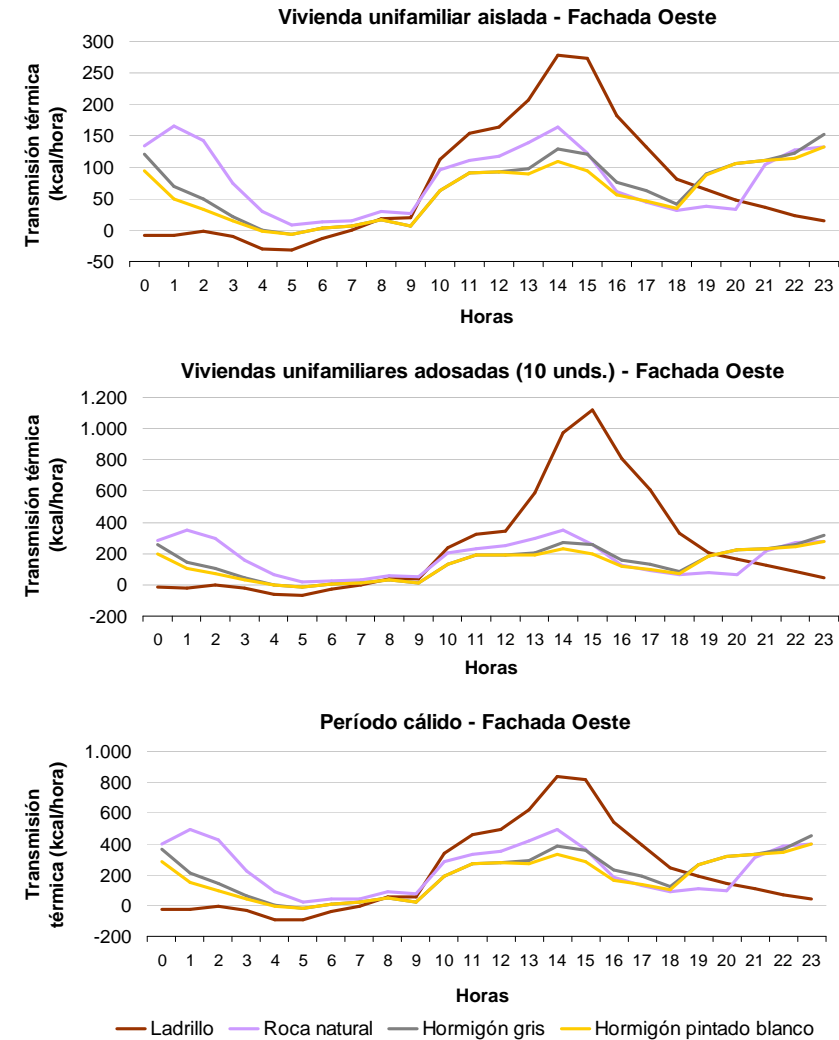 Vivienda unifamiliar aislada - Fachada Oeste
Transmisión térmica
(kcal/hora)
300
250
200
150
100
50
0
-50
0 1 2 3 4 5 6 7 8 9 10 11 12 13 14 15 16 17 18 19 20 21 22 23
Horas
Viviendas unifamiliares adosadas (10 unds.) - Fachada Oeste
Transmisión térmica
(kcal/hora)
1.200
1.000
800
600
400
200
0
-200
0 1 2 3 4 5 6 7 8 9 10 11 12 13 14 15 16 17 18 19 20 21 22 23
Horas
Período cálido - Fachada Oeste
Transmisión
térmica (kcal/hora)
1.000
800
600
400
200
0
-200
0 1 2 3 4 5 6 7 8 9 10 11 12 13 14 15 16 17 18 19 20 21 22 23
Horas
Ladrillo Roca natural Hormigón gris Hormigón pintado blanco